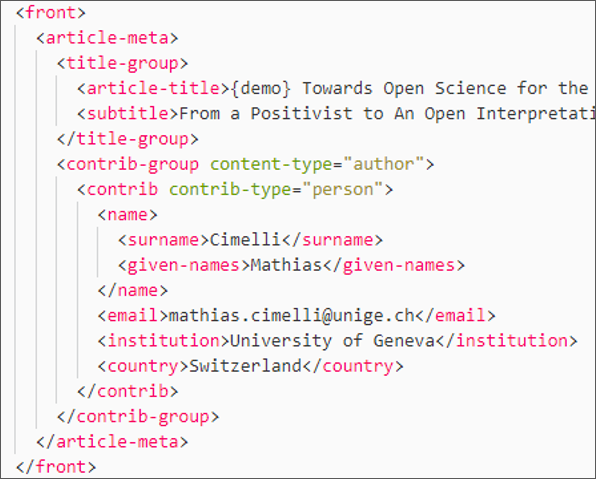 <front>
<article-meta>
<title-group>
<article-title>{demo} Towards Open Science for the
<subtitle>From a Positivist to An Open
</title-group>
<contrib-group content-type="author">
<contrib contrib-type="person">
<name>
<surname>Cimelli</surname>
<given-names>Mathias</given-names>
</name>
<email>mathias.cimelli@unige.ch</email>
<institution>University of Geneva</institution>
<country>Switzerland</country>
</contrib>
</contrib-group>
</article-meta>
</front>